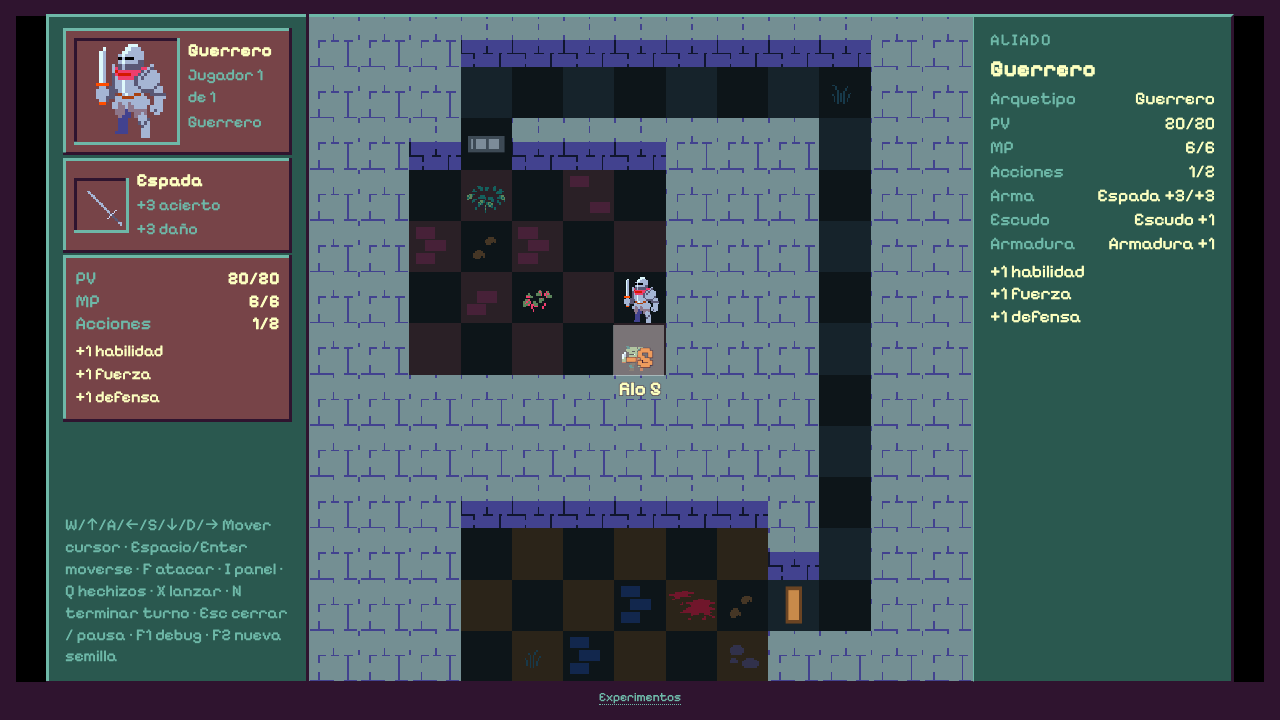 Guerrero
Jugador 1
de 1
Guerrero
Espada
+3 acierto
+3 daño
PV 20/20
MP 6/6
Acciones 1/2
+1 habilidad
+1 fuerza
+1 defensa
W/↑/A/←/S/↓/D/→ Mover
cursor · Espacio/Enter
moverse · F atacar · I panel ·
Q hechizos · X lanzar · N
terminar turno · Esc cerrar
/ pausa · F1 debug · F2 nueva
semilla
Alo S
ALIADO
Guerrero
Arquetipo Guerrero
PV 20/20
MP 6/6
Acciones 1/2
Arma Espada +3/+3
Escudo Escudo +1
Armadura Armadura +1
+1 habilidad
+1 fuerza
+1 defensa
Experimentos